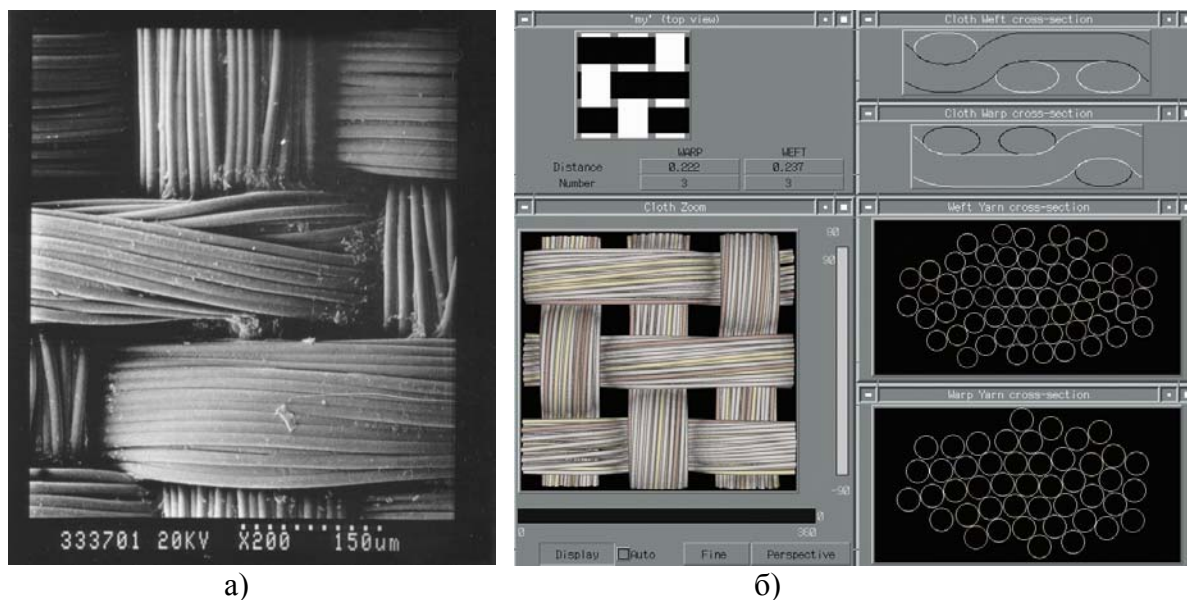 333701 20KV X200 150um
а)
'my' (top view)
WARP WEFT
Distance 0.222 0.237
Number 3 3
Cloth Weft cross-section
Cloth Warp cross-section
Cloth Zoom
90
90
-90
0
0 360
Display Auto Fine Perspective
Weft Yarn cross-section
Warp Yarn cross-section
б)